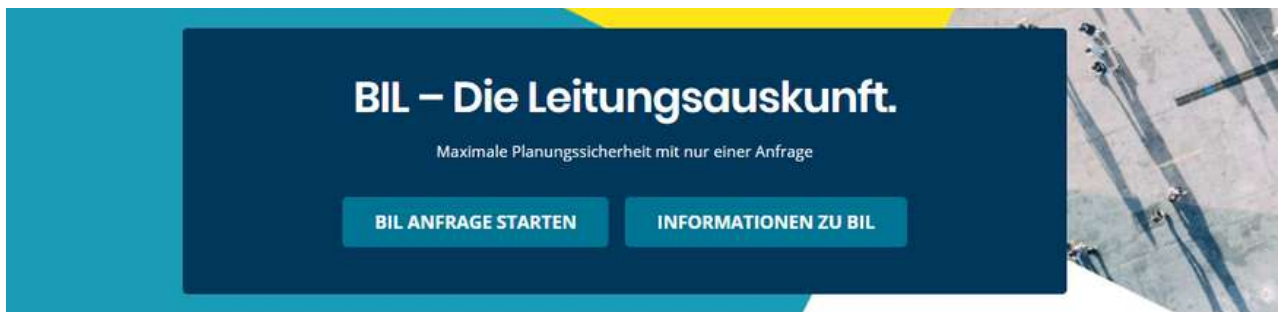 BIL – Die Leitungsauskunft.
Maximale Planungssicherheit mit nur einer Anfrage
BIL ANFRAGE STARTEN
INFORMATIONEN ZU BIL